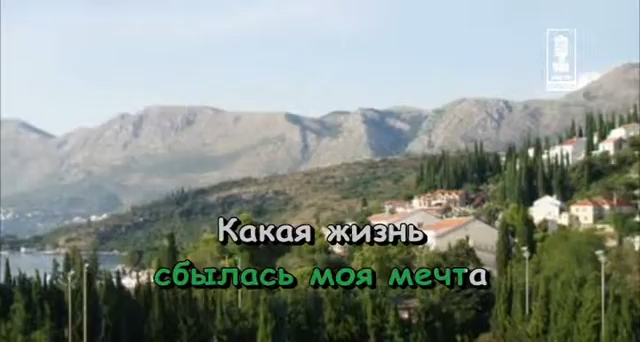 Какая жизнь
сбылась моя мечта